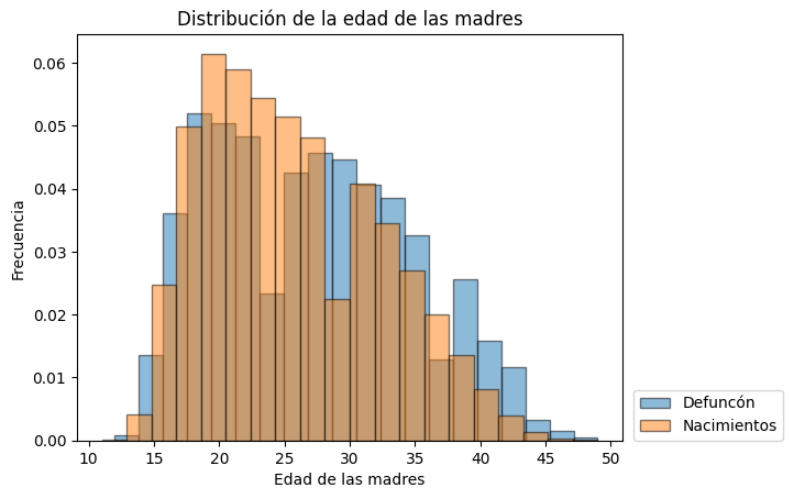 Distribución de la edad de las madres
0.06
0.05
0.04
0.03
0.02
0.01
0.00
Frecuencia
10 15 20 25 30 35 40 45 50
Edad de las madres
Defuncón
Nacimientos